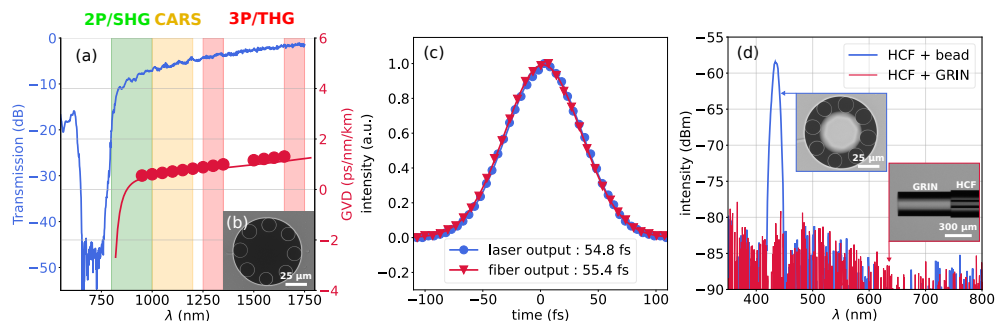 2P/SHG CARS 3P/THG
(a)
Transmission (dB)
0
−10
−20
−30
−40
−50
750 1000 1250 1500 1750
λ (nm)
6
4
2
0
−2
−4
GVD (ps/nm/km)
(b)
25 μm
(c)
intensity (a.u.)
1.0
0.8
0.6
0.4
0.2
0.0
−0.2
laser output : 54.8 fs
fiber output : 55.4 fs
−100 −50 0 50 100
time (fs)
(d)
intensity (dBm)
−55
−60
−65
−70
−75
−80
−85
−90
HCF + bead
HCF + GRIN
25 μm
GRIN HCF
300 μm
400 500 600 700 800
λ (nm)